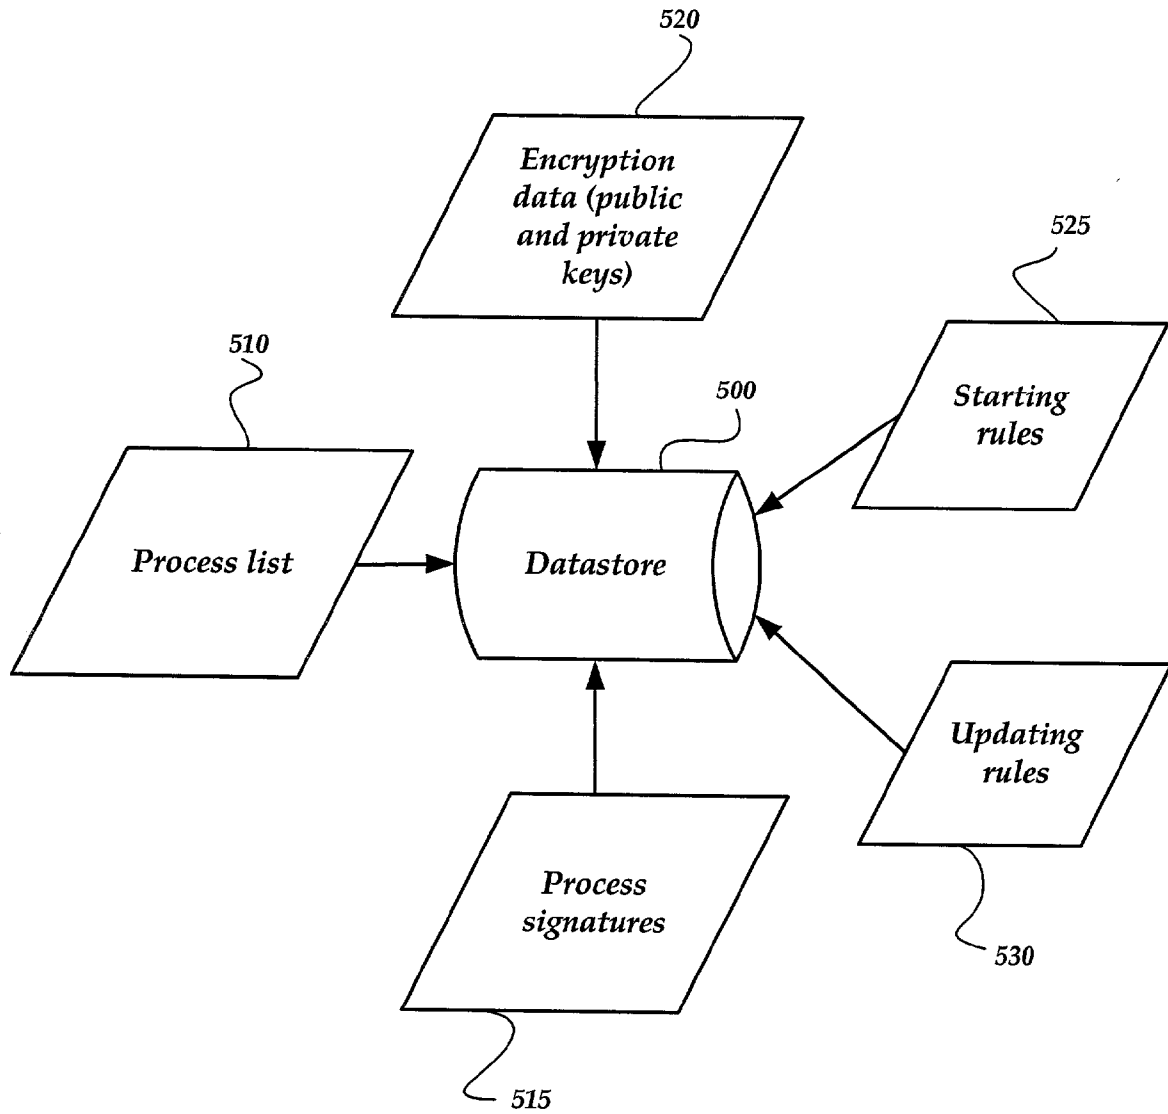 520
Encryption
data (public
and private
keys)
525
Starting
rules
510
Process list
500
Datastore
Updating
rules
530
Process
signatures
515